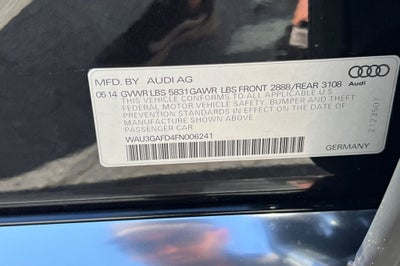 MFD. BY AUDI AG
05 14 GVWR LBS 5831 GAWR LBS FRONT 2888/REAR 3108
THIS VEHICLE CONFORMS TO ALL APPLICABLE U.S.
FEDERAL MOTOR VEHICLE SAFETY, BUMPER AND THEFT
PREVENTION STANDARDS IN EFFECT ON THE DATE OF
MANUFACTURE SHOWN ABOVE
PASSENGER CAR
WAU3GAFD4FN006241
GERMANY
Audi
2123507